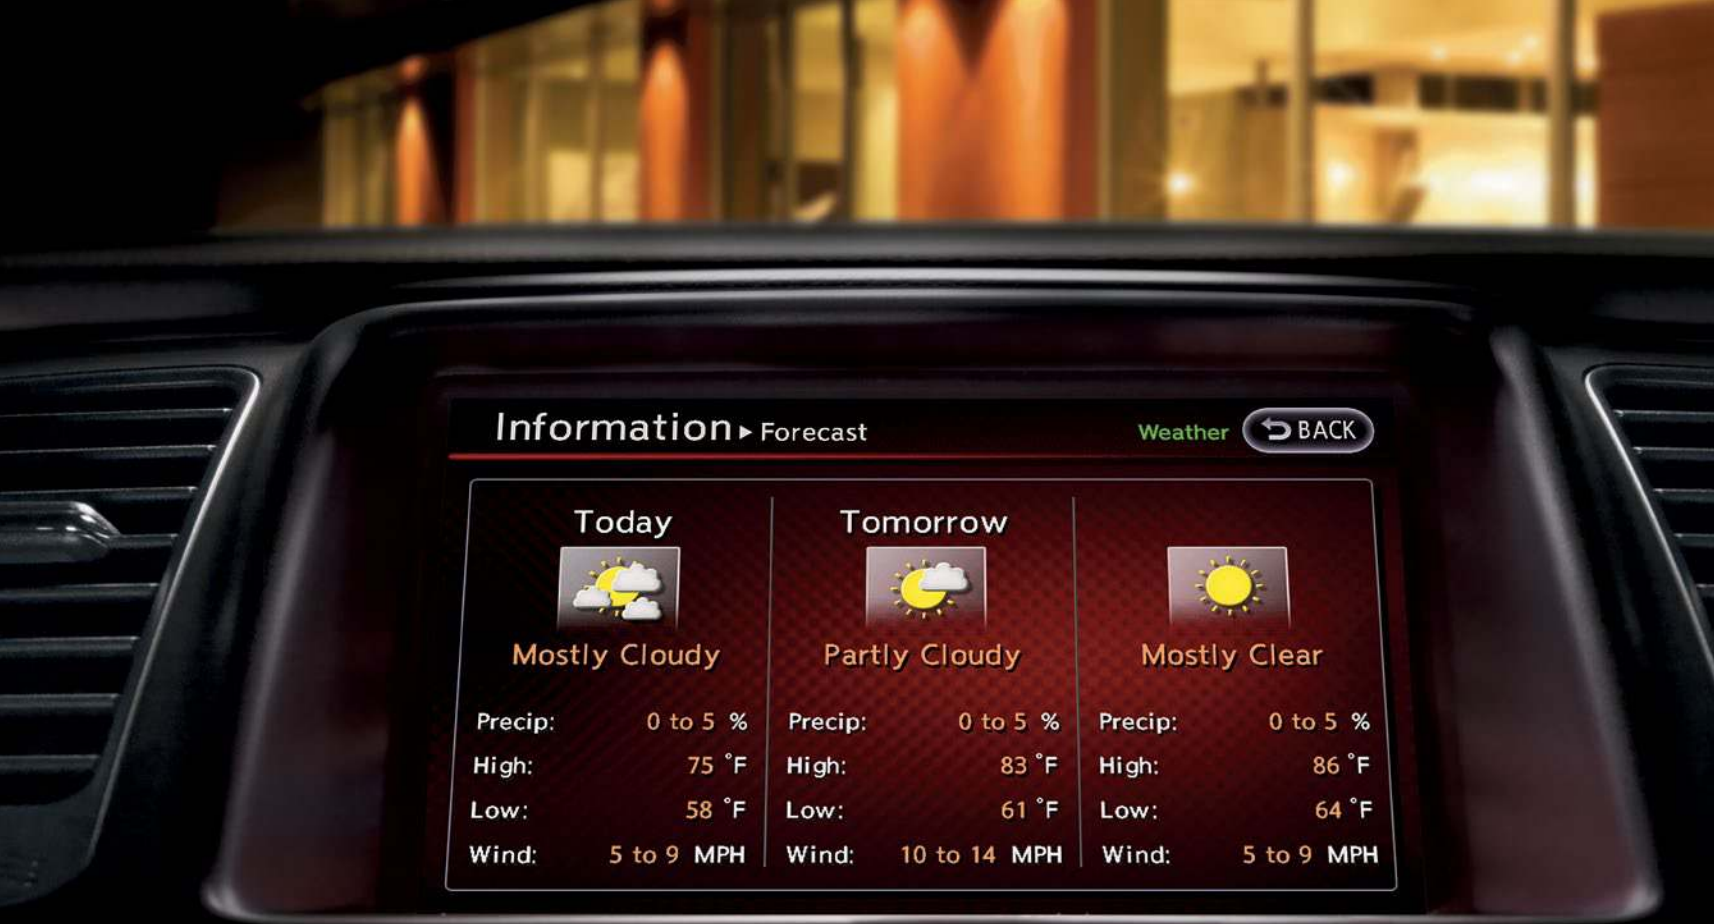 Information ▸ Forecast Weather BACK
Today Tomorrow
Mostly Cloudy Partly Cloudy Mostly Clear
Precip: 0 to 5 % Precip: 0 to 5 % Precip: 0 to 5 %
High: 75 °F High: 83 °F High: 86 °F
Low: 58 °F Low: 61 °F Low: 64 °F
Wind: 5 to 9 MPH Wind: 10 to 14 MPH Wind: 5 to 9 MPH